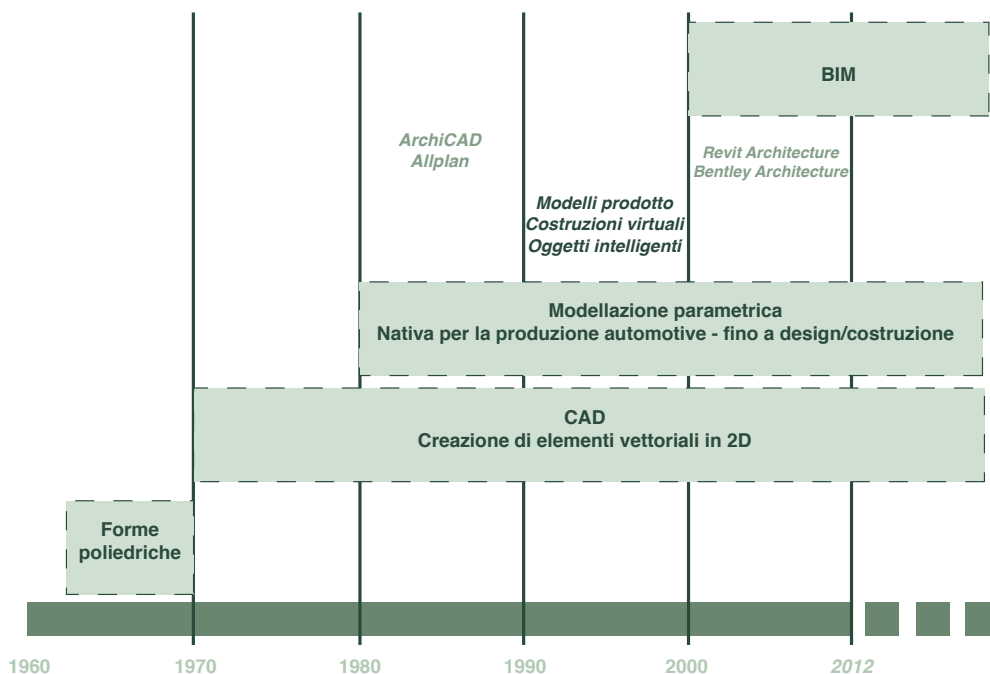 BIM
ArchiCAD
Allplan
Revit Architecture
Bentley Architecture
Modelli prodotto
Costruzioni virtuali
Oggetti intelligenti
Modellazione parametrica
Nativa per la produzione automotive - fino a design/costruzione
CAD
Creazione di elementi vettoriali in 2D
Forme
poliedriche
1960
1970
1980
1990
2000
2012